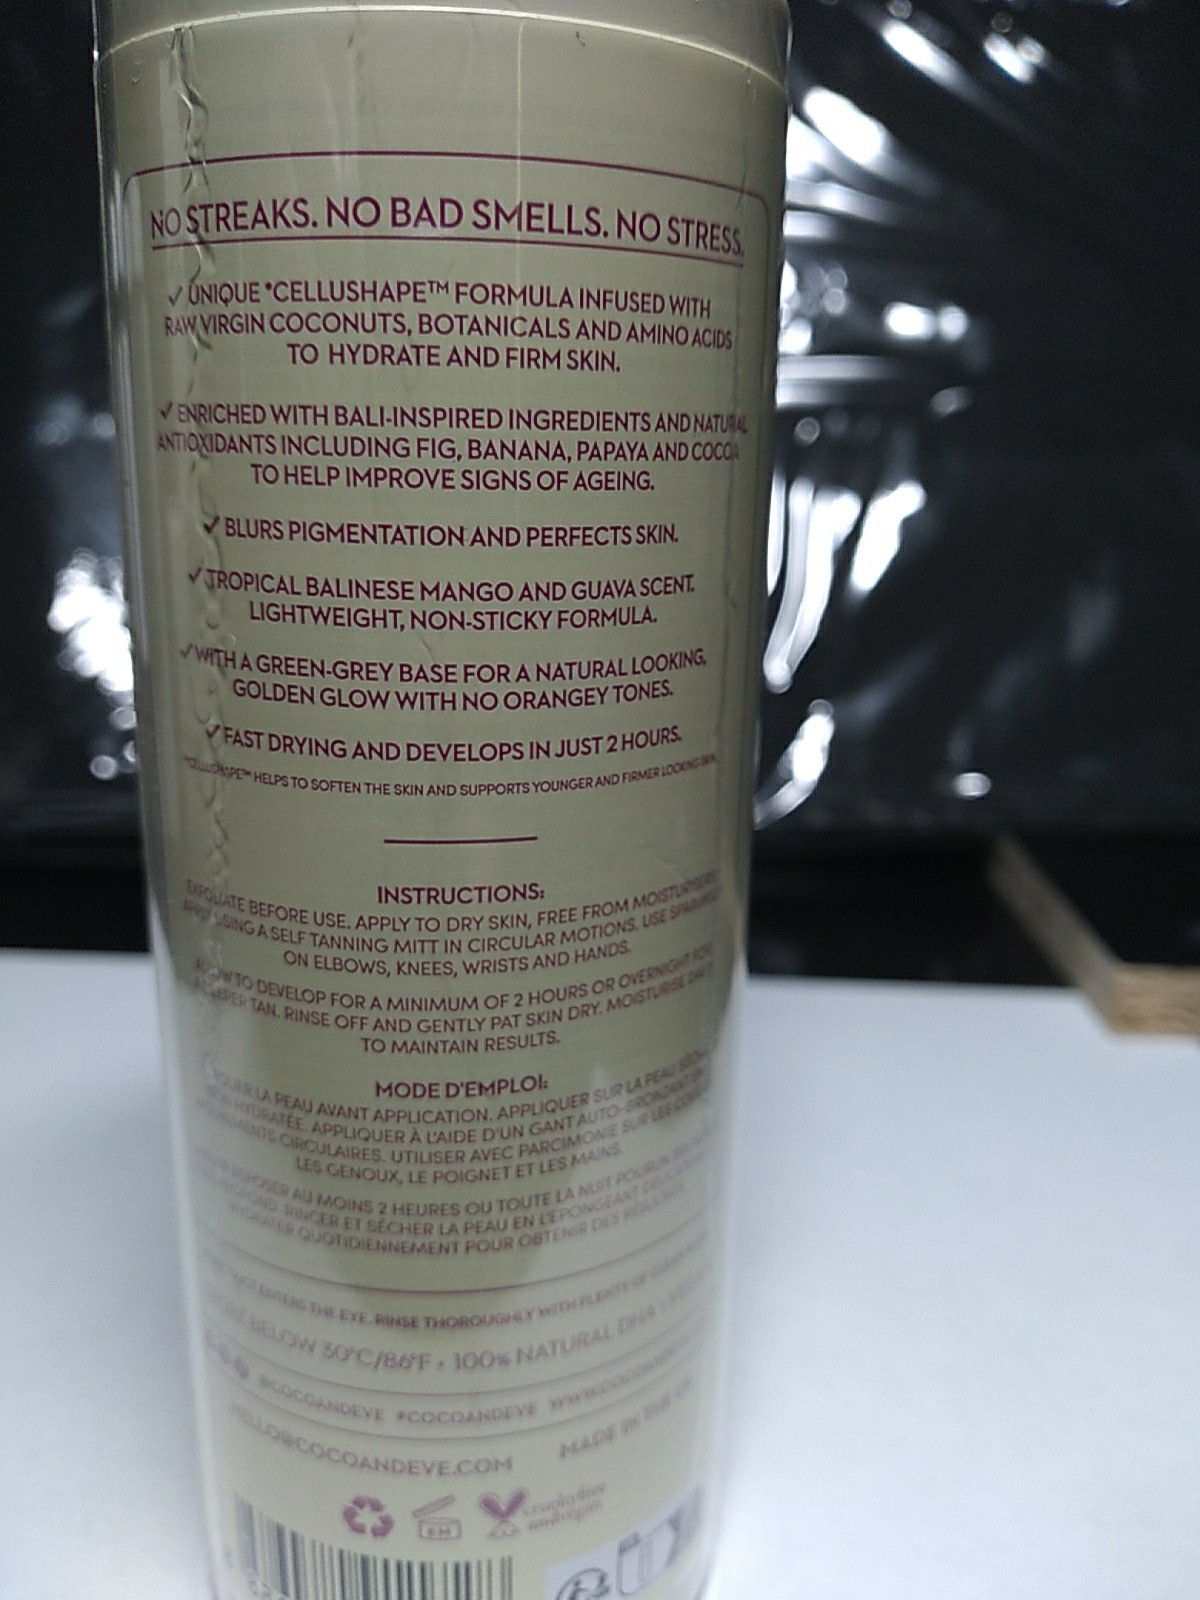 NO STREAKS. NO BAD SMELLS. NO STRESS.
✓ UNIQUE *CELLUSHAPE™ FORMULA INFUSED WITH
RAW VIRGIN COCONUTS, BOTANICALS AND AMINO ACIDS
TO HYDRATE AND FIRM SKIN.
✓ ENRICHED WITH BALI-INSPIRED INGREDIENTS AND NATURAL
ANTIOXIDANTS INCLUDING FIG, BANANA, PAPAYA AND COCOA
TO HELP IMPROVE SIGNS OF AGEING.
✓ BLURS PIGMENTATION AND PERFECTS SKIN.
✓ TROPICAL BALINESE MANGO AND GUAVA SCENT.
LIGHTWEIGHT, NON-STICKY FORMULA.
✓ WITH A GREEN-GREY BASE FOR A NATURAL LOOKING,
GOLDEN GLOW WITH NO ORANGEY TONES.
✓ FAST DRYING AND DEVELOPS IN JUST 2 HOURS.
*CELLUSHAPE™ HELPS TO SOFTEN THE SKIN AND SUPPORTS YOUNGER AND FIRMER LOOKING SKIN.
INSTRUCTIONS:
EXFOLIATE BEFORE USE. APPLY TO DRY SKIN, FREE FROM MOISTURISERS.
APPLY USING A SELF TANNING MITT IN CIRCULAR MOTIONS. USE SPARINGLY
ON ELBOWS, KNEES, WRISTS AND HANDS.
ALLOW TO DEVELOP FOR A MINIMUM OF 2 HOURS OR OVERNIGHT FOR
A DEEPER TAN. RINSE OFF AND GENTLY PAT SKIN DRY. MOISTURISE DAILY
TO MAINTAIN RESULTS.
MODE D'EMPLOI:
LA PEAU AVANT APPLICATION. APPLIQUER SUR LA PEAU
HYDRATÉE. APPLIQUER À L'AIDE D'UN GANT AUTO-BRONZANT
CIRCULAIRES. UTILISER AVEC PARCIMONIE SUR LES
LES GENOUX, LE POIGNET ET LES MAINS.
REPOSER AU MOINS 2 HEURES OU TOUTE LA NUIT POUR UN
RINCER ET SÉCHER LA PEAU EN L'ÉPONGEANT
HYDRATER QUOTIDIENNEMENT POUR OBTENIR DES RÉSULTATS.
ENTERS THE EYE, RINSE THOROUGHLY WITH PLENTY OF
BELOW 30°C/86°F • 100% NATURAL DHA •
@COCOANDEVE #COCOANDEVE
HELLO@COCOANDEVE.COM MADE IN THE
6M